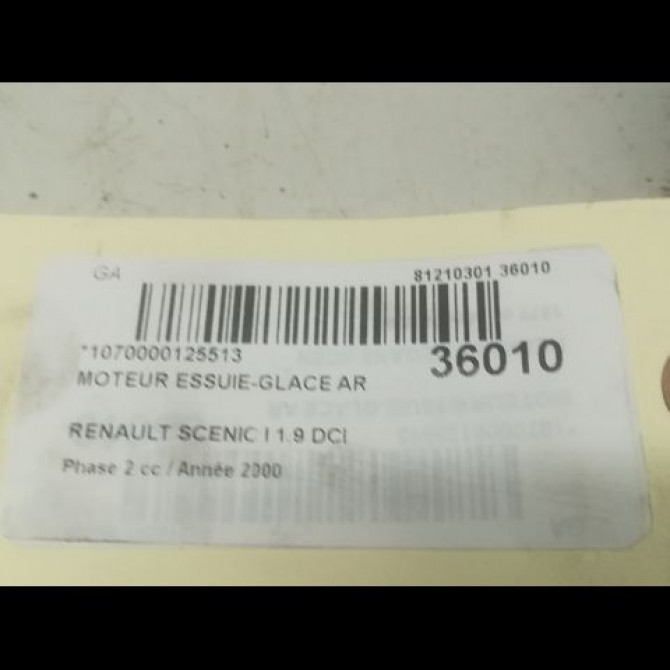 GA 81210301 36010
*1070000125513 36010
MOTEUR ESSUIE-GLACE AR
RENAULT SCENIC I 1.9 DCI
Phase 2 cc / Année 2000